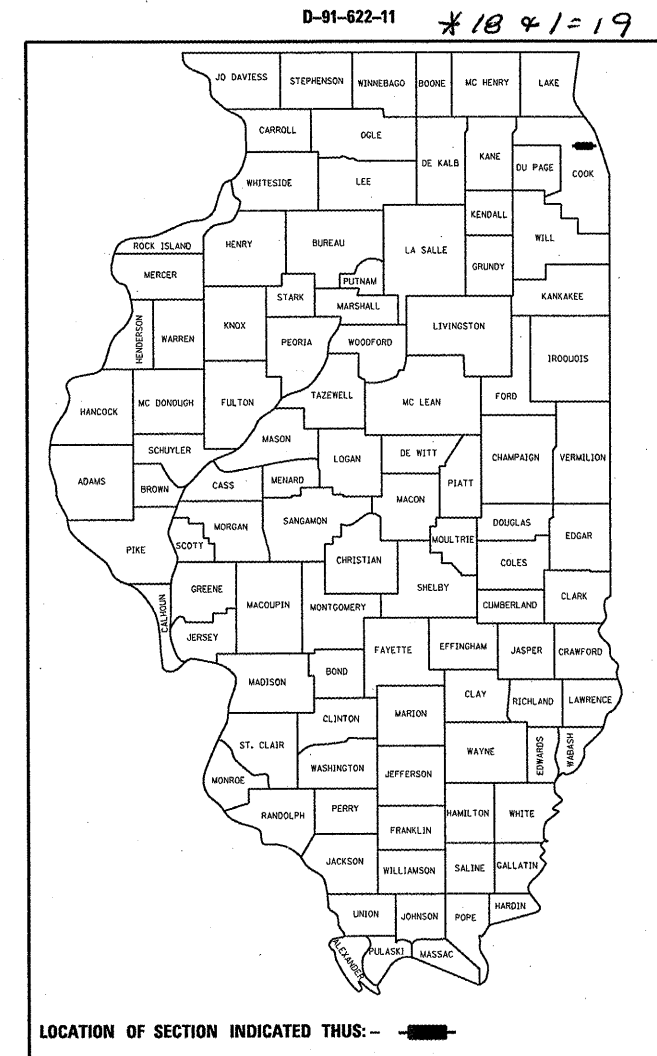 D-91-622-11 * 18 & 1 = 19
JO DAVIESS STEPHENSON WINNEBAGO BOONE MC HENRY LAKE
CARROLL OGLE
DE KALB KANE DU PAGE COOK
WHITESIDE LEE
KENDALL
ROCK ISLAND HENRY BUREAU LA SALLE WILL
MERCER PUTNAM GRUNDY
STARK MARSHALL KANKAKEE
HENDERSON WARREN KNOX PEORIA WOODFORD LIVINGSTON
IROQUOIS
HANCOCK MC DONOUGH FULTON TAZEWELL MC LEAN FORD
MASON
SCHUYLER LOGAN DE WITT CHAMPAIGN VERMILION
ADAMS BROWN CASS MENARD PIATT
MACON
MORGAN SANGAMON DOUGLAS
PIKE SCOTT MOULTRIE EDGAR
CHRISTIAN COLES
GREENE SHELBY
CALHOUN MACOUPIN MONTGOMERY CUMBERLAND CLARK
JERSEY
FAYETTE EFFINGHAM JASPER CRAWFORD
MADISON BOND
CLAY RICHLAND LAWRENCE
CLINTON MARION
ST. CLAIR WAYNE EDWARDS WABASH
WASHINGTON JEFFERSON
MONROE
RANDOLPH PERRY HAMILTON WHITE
FRANKLIN
JACKSON WILLIAMSON SALINE GALLATIN
HARDIN
UNION JOHNSON POPE
ALEXANDER PULASKI MASSAC
LOCATION OF SECTION INDICATED THUS: -